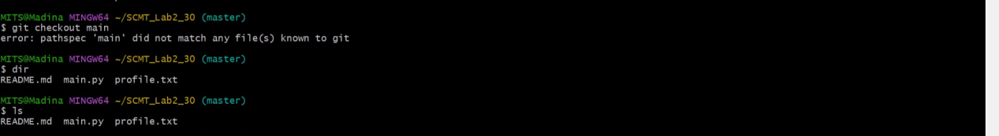 MITS@Madina MINGW64 ~/SCMT_Lab2_30 (master)
$ git checkout main
error: pathspec 'main' did not match any file(s) known to git
MITS@Madina MINGW64 ~/SCMT_Lab2_30 (master)
$ dir
README.md  main.py  profile.txt
MITS@Madina MINGW64 ~/SCMT_Lab2_30 (master)
$ ls
README.md  main.py  profile.txt